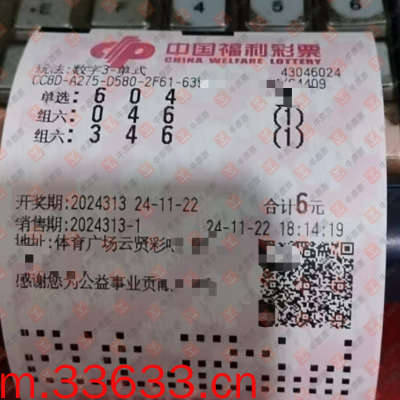 中国福利彩票
CHINA WELFARE LOTTERY
玩法:数字3-单式 43046024
CC8D-A275-D580-2F61-63
单选: 6 0 4
组六: 0 4 6 (1)
组六: 3 4 6 (1)
开奖期:2024313 24-11-22 合计6元
销售期:2024313-1 24-11-22 18:14:19
地址:体育广场云贤彩
感谢您为公益事业贡
m.33633.cn